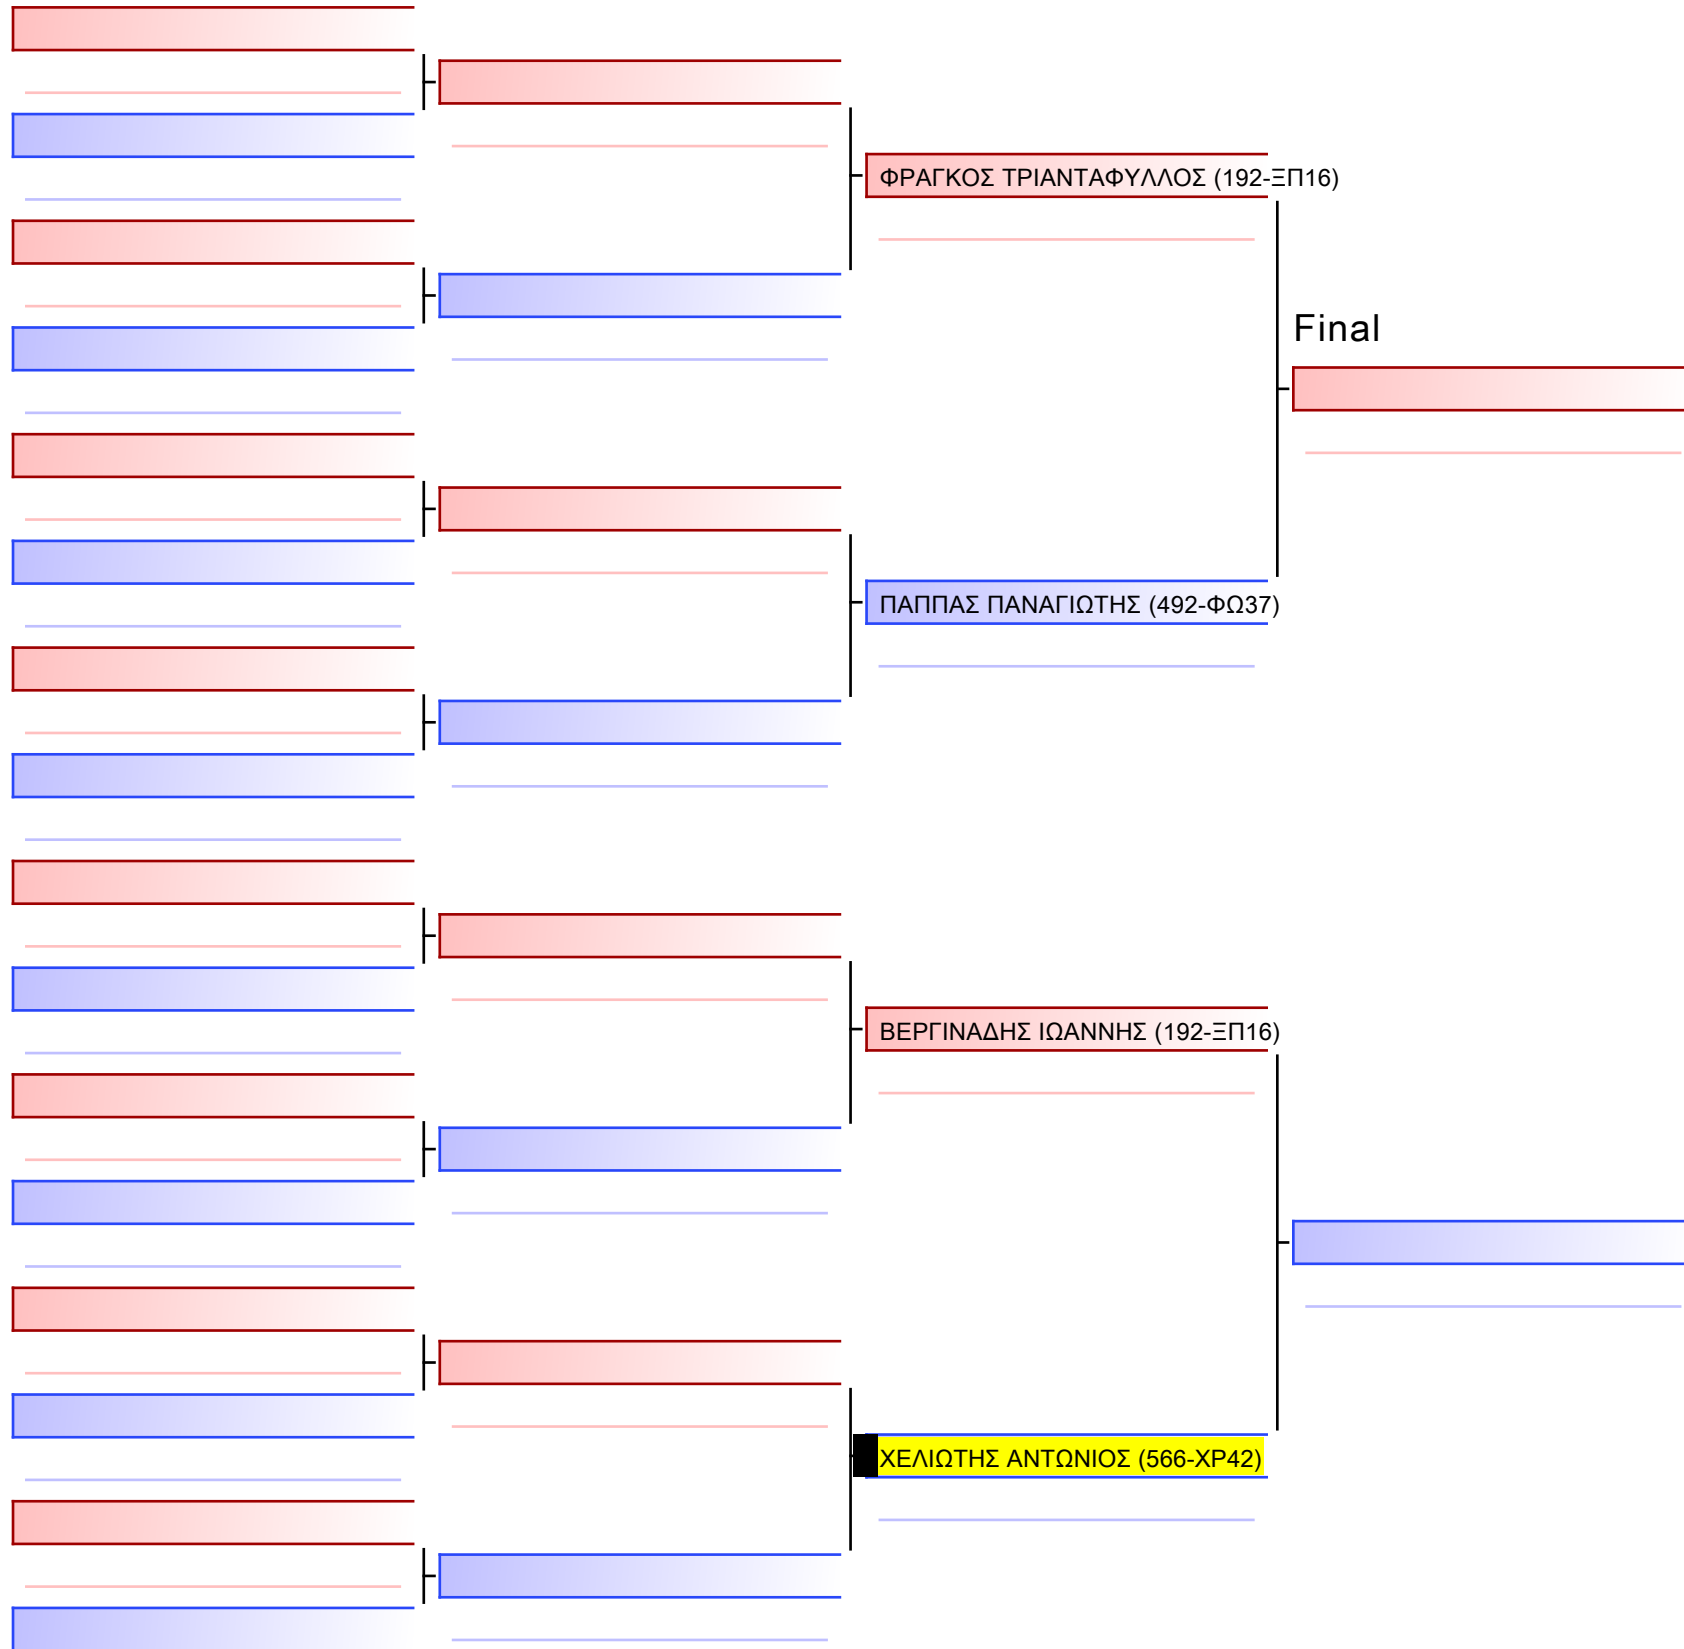 ΦΡΑΓΚΟΣ ΤΡΙΑΝΤΑΦΥΛΛΟΣ (192-ΞΠ16)
Final
ΠΑΠΠΑΣ ΠΑΝΑΓΙΩΤΗΣ (492-ΦΩ37)
ΒΕΡΓΙΝΑΔΗΣ ΙΩΑΝΝΗΣ (192-ΞΠ16)
ΧΕΛΙΩΤΗΣ ΑΝΤΩΝΙΟΣ (566-ΧΡ42)